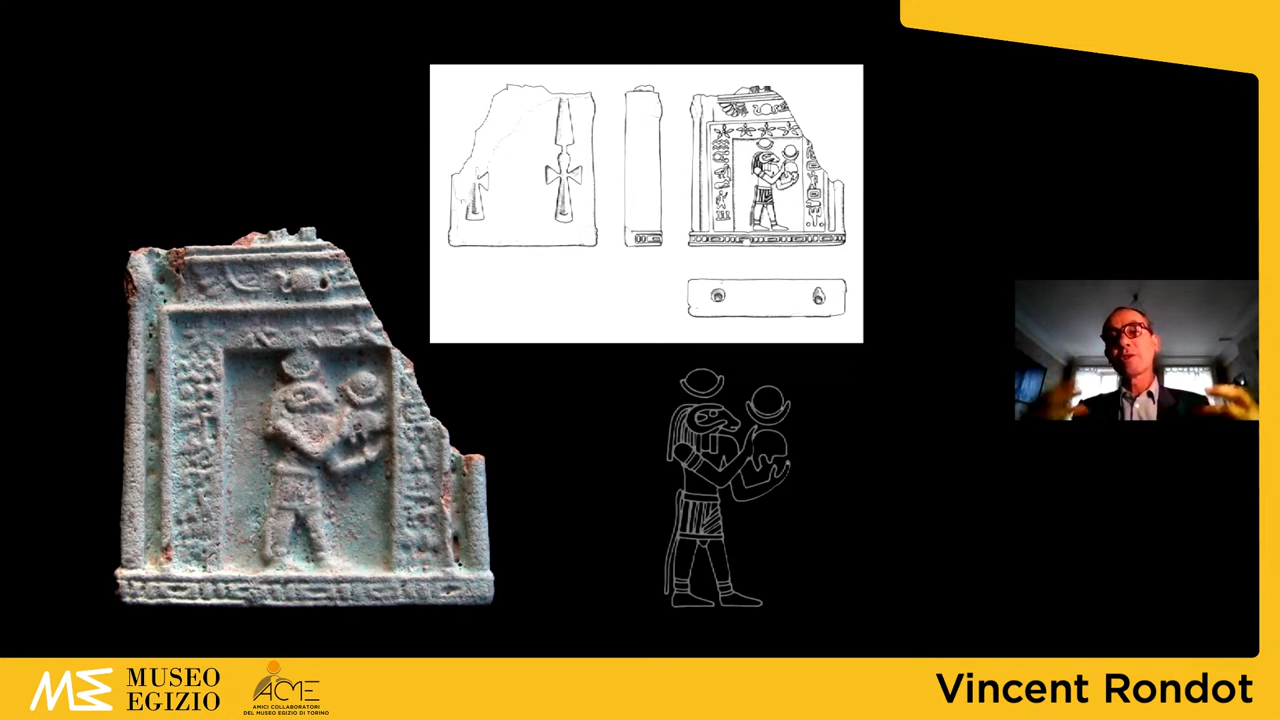 MUSEO
EGIZIO
ACME
AMICI COLLABORATORI
DEL MUSEO EGIZIO DI TORINO
Vincent Rondot